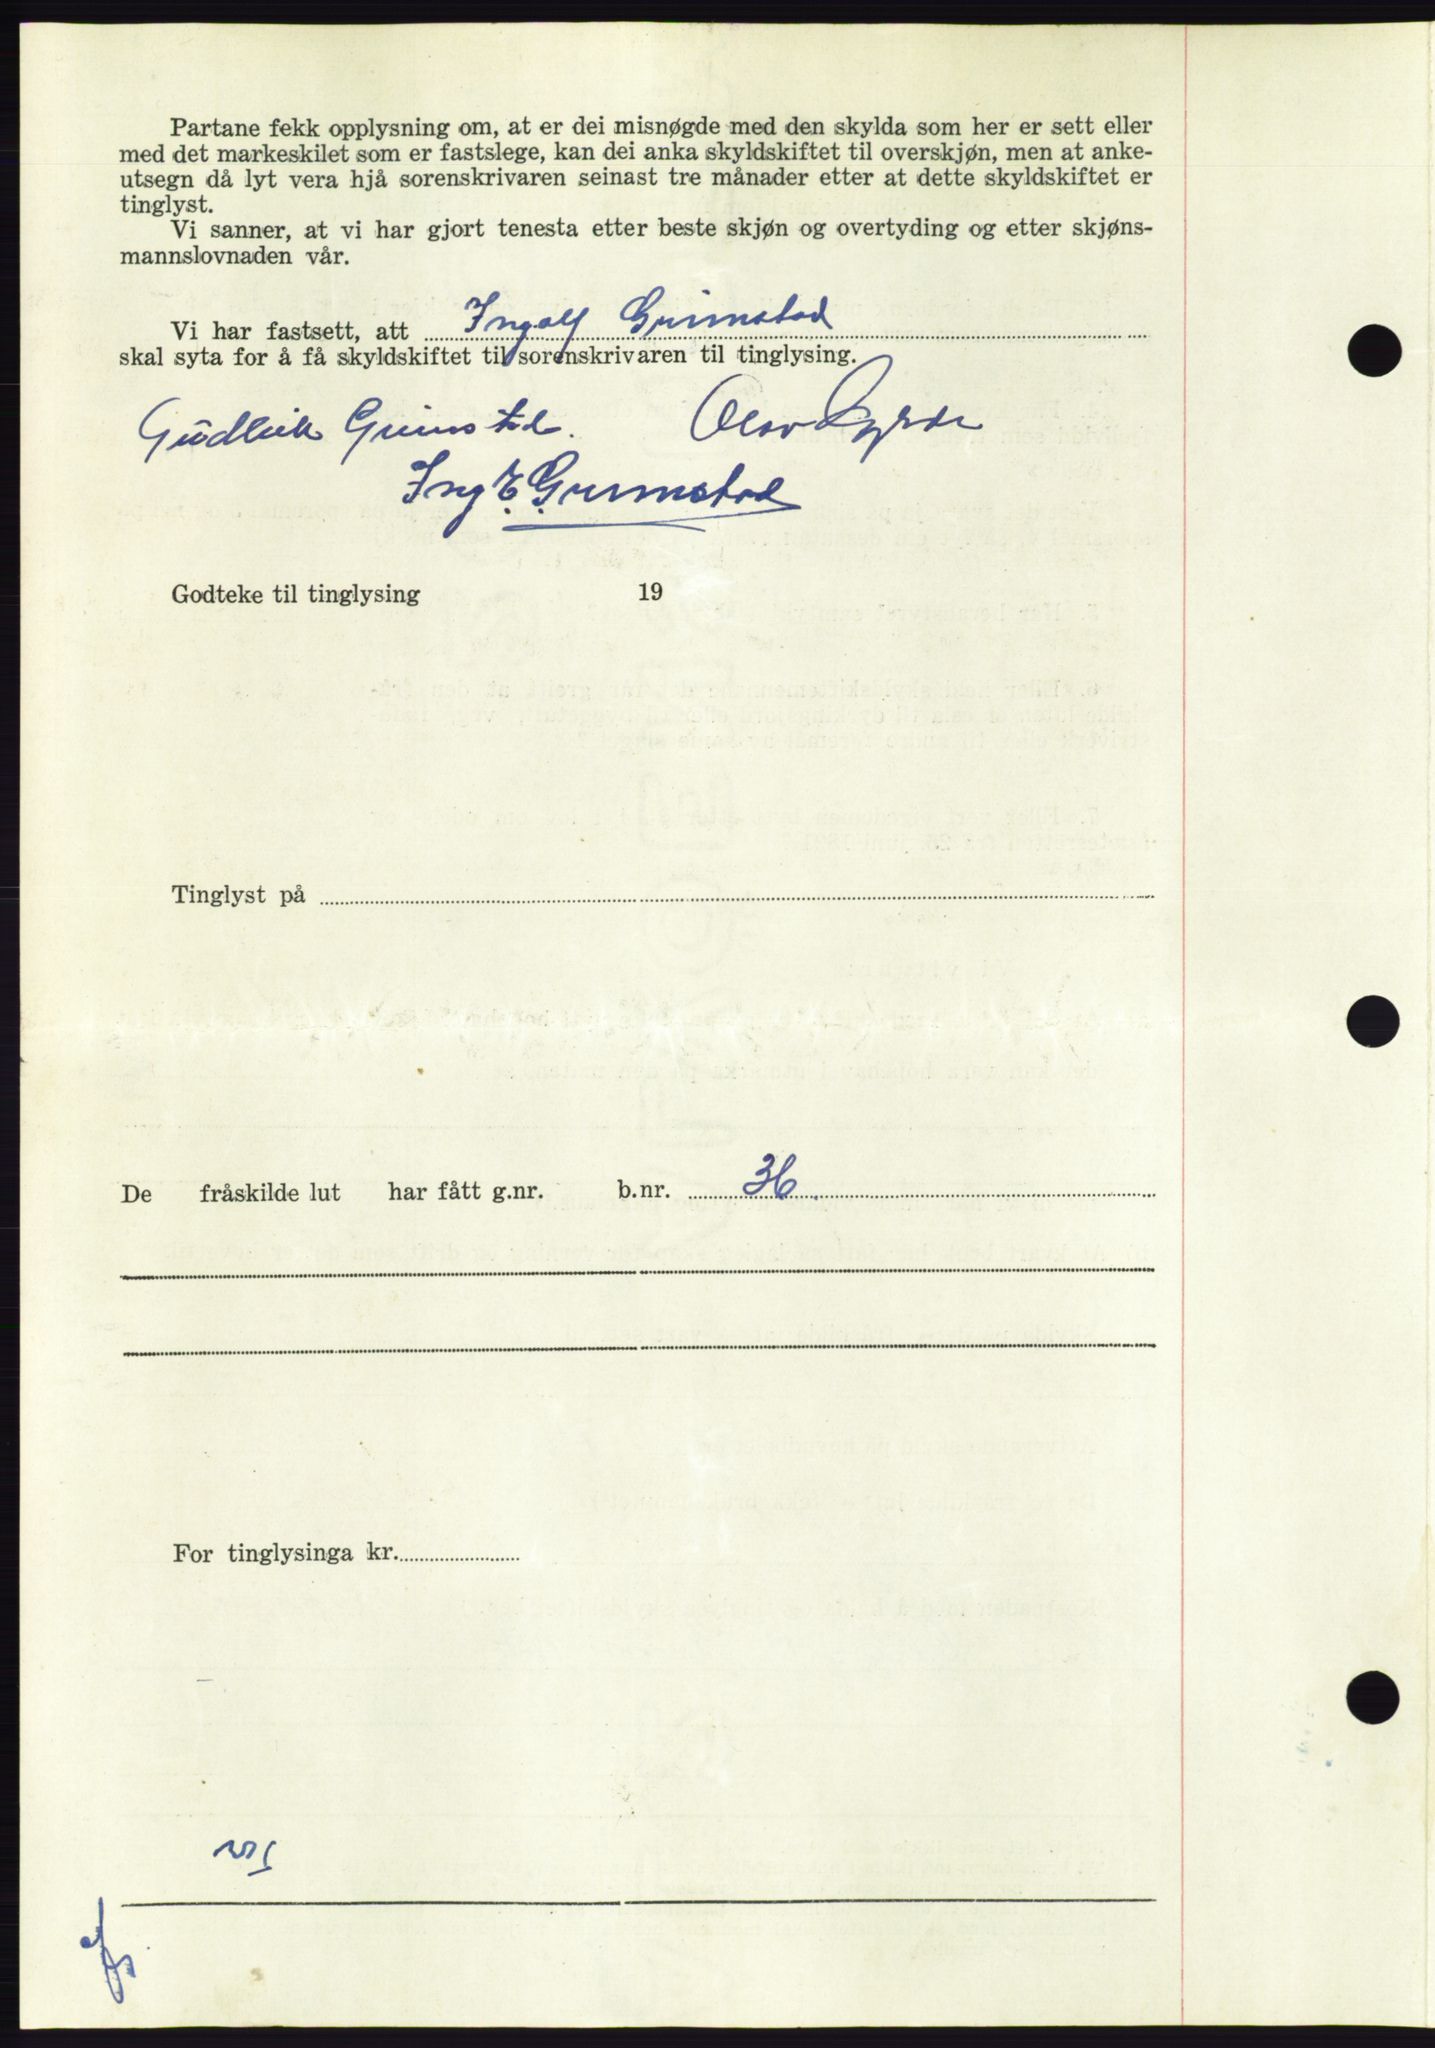 Partane fekk opplysning om, at er dei misnøgde med den skylda som her er sett eller
med det markeskilet som er fastslege, kan dei anka skyldskiftet til overskjøn, men at anke-
utsegn då lyt vera hjå sorenskrivaren seinast tre månader etter at dette skyldskiftet er
tinglyst.
Vi sanner, at vi har gjort tenesta etter beste skjøn og overtyding og etter skjøns-
mannslovnaden vår.
Vi har fastsett, att Ingolf Grimstad
skal syta for å få skyldskiftet til sorenskrivaren til tinglysing.
Gudleik Grimstad. Olav
Ing E. Grimstad
Godteke til tinglysing 19
Tinglyst på
De fråskilde lut har fått g.nr. b.nr. 36.
For tinglysinga kr.